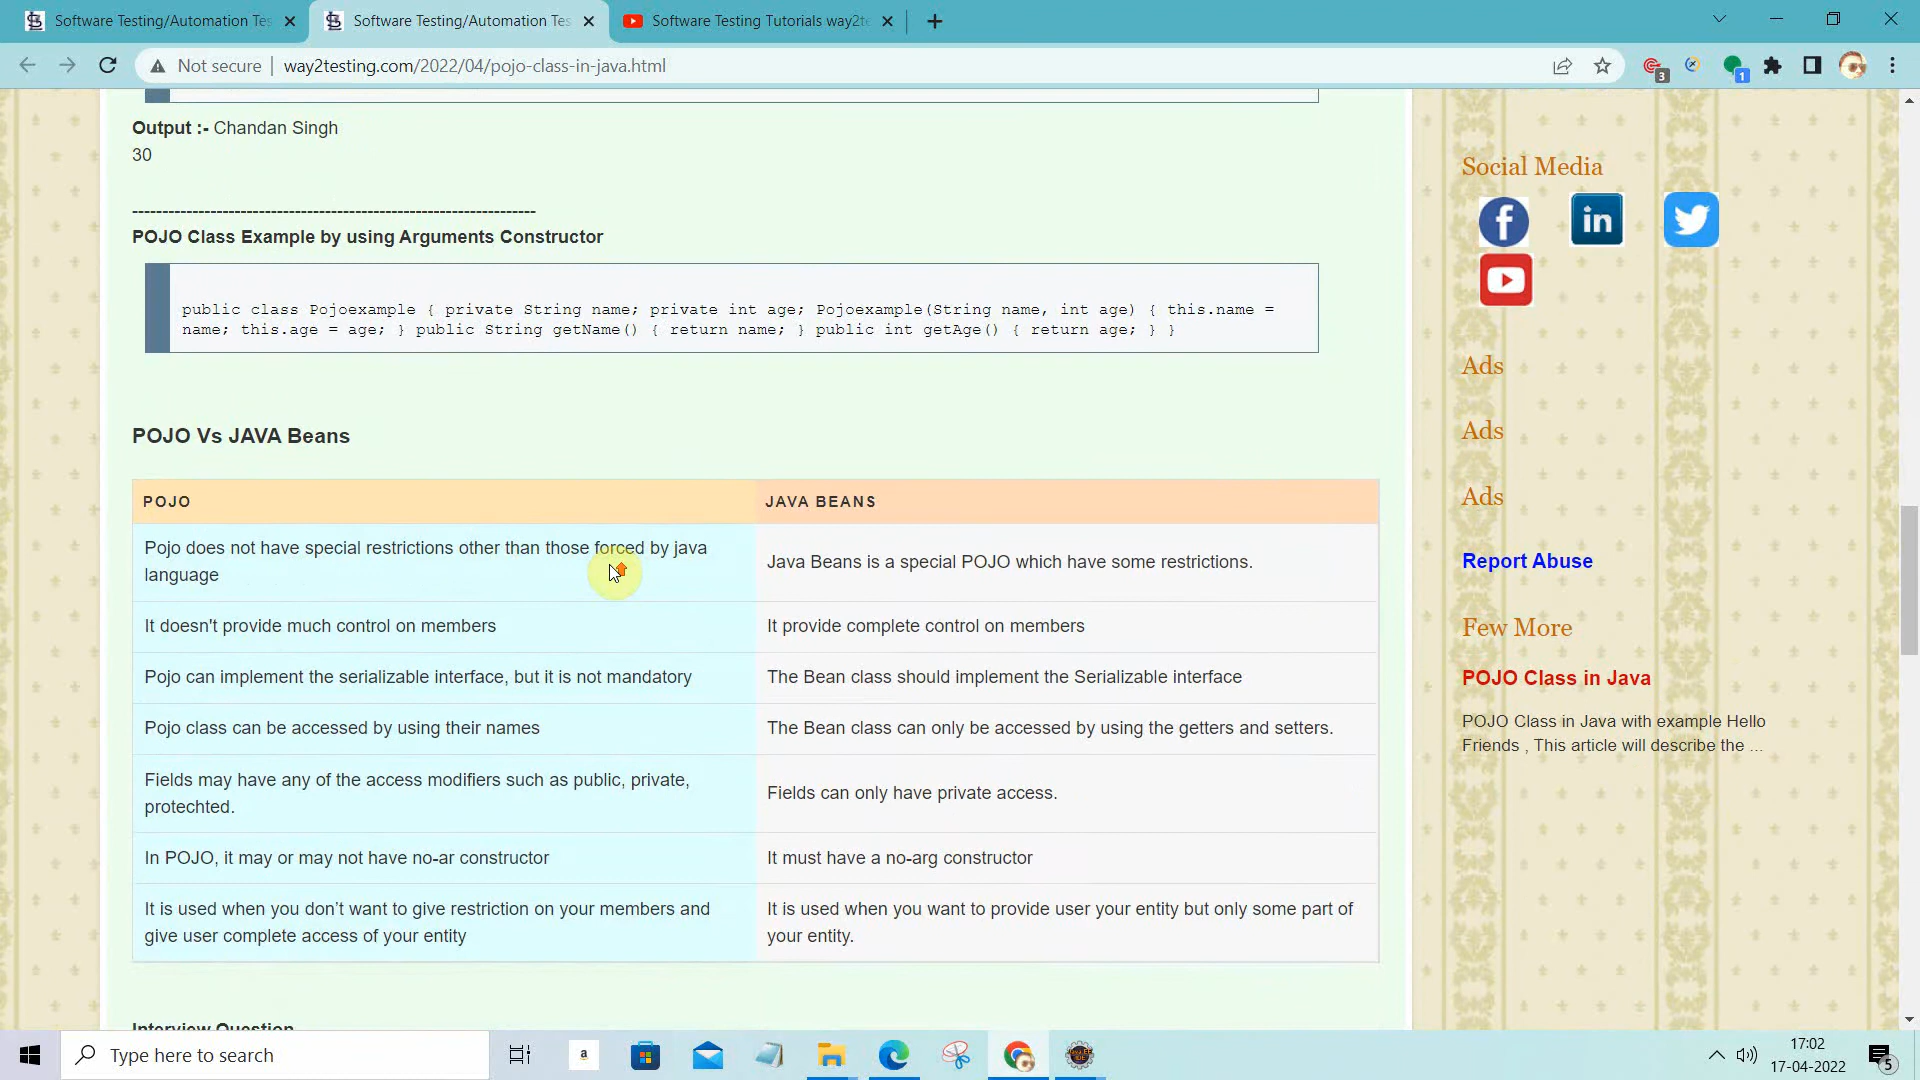 Software Testing/Automation Tes
Software Testing/Automation Tes
Software Testing Tutorials way2te
Not secure
way2testing.com/2022/04/pojo-class-in-java.html
3
1
Output :- Chandan Singh
30
-------------------------------------------------------------------
POJO Class Example by using Arguments Constructor
public class Pojoexample { private String name; private int age; Pojoexample(String name, int age) { this.name =
name; this.age = age; } public String getName() { return name; } public int getAge() { return age; } }
POJO Vs JAVA Beans
POJO
JAVA BEANS
Pojo does not have special restrictions other than those forced by java
language
Java Beans is a special POJO which have some restrictions.
It doesn't provide much control on members
It provide complete control on members
Pojo can implement the serializable interface, but it is not mandatory
The Bean class should implement the Serializable interface
Pojo class can be accessed by using their names
The Bean class can only be accessed by using the getters and setters.
Fields may have any of the access modifiers such as public, private,
protechted.
Fields can only have private access.
In POJO, it may or may not have no-ar constructor
It must have a no-arg constructor
It is used when you don't want to give restriction on your members and
give user complete access of your entity
It is used when you want to provide user your entity but only some part of
your entity.
Interview Question
Social Media
f
in
Ads
Ads
Ads
Report Abuse
Few More
POJO Class in Java
POJO Class in Java with example Hello
Friends , This article will describe the ...
Type here to search
a
17:02
17-04-2022
5